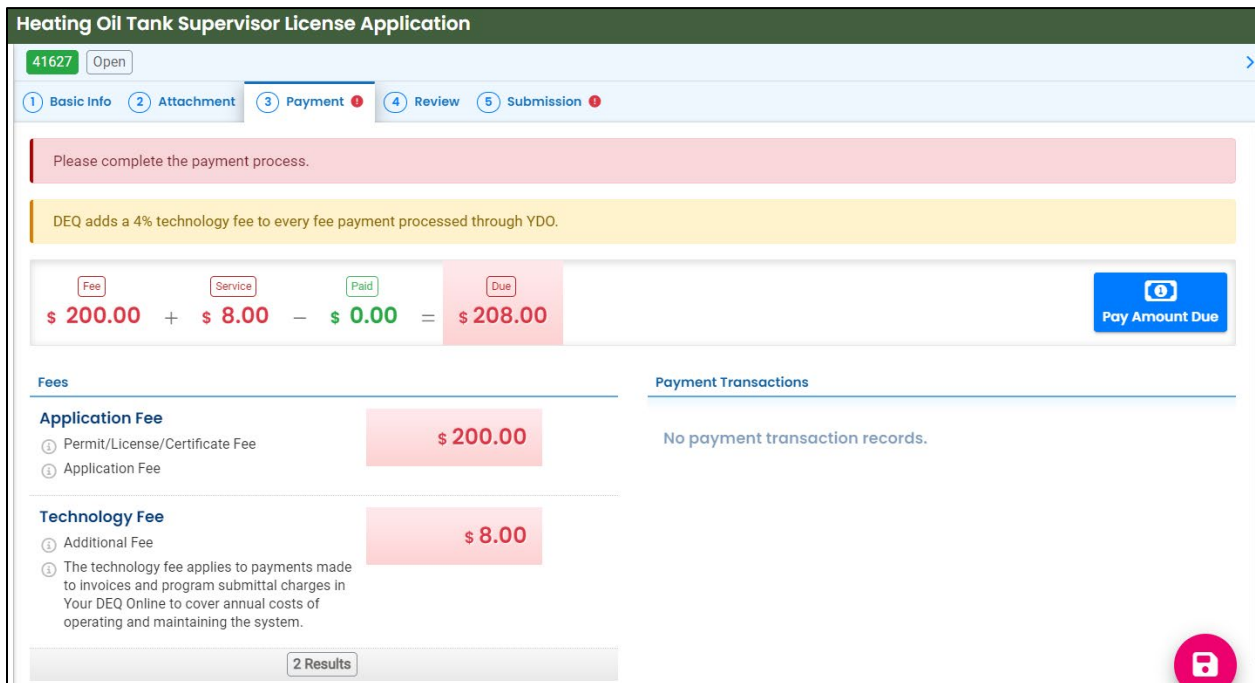 Heating Oil Tank Supervisor License Application
41627 Open
1 Basic Info 2 Attachment 3 Payment ! 4 Review 5 Submission !
Please complete the payment process.
DEQ adds a 4% technology fee to every fee payment processed through YDO.
Fee Service Paid Due
$ 200.00 + $ 8.00 – $ 0.00 = $ 208.00
Pay Amount Due
Fees
Application Fee
$ 200.00
Permit/License/Certificate Fee
Application Fee
Technology Fee
$ 8.00
Additional Fee
The technology fee applies to payments made
to invoices and program submittal charges in
Your DEQ Online to cover annual costs of
operating and maintaining the system.
2 Results
Payment Transactions
No payment transaction records.